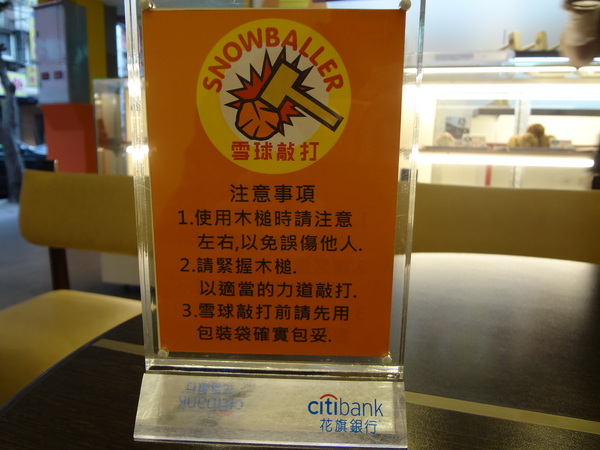 SNOWBALLER
雪球敲打
注意事項
1.使用木槌時請注意
左右,以免誤傷他人.
2.請緊握木槌.
以適當的力道敲打.
3.雪球敲打前請先用
包裝袋確實包妥.
citibank
花旗銀行